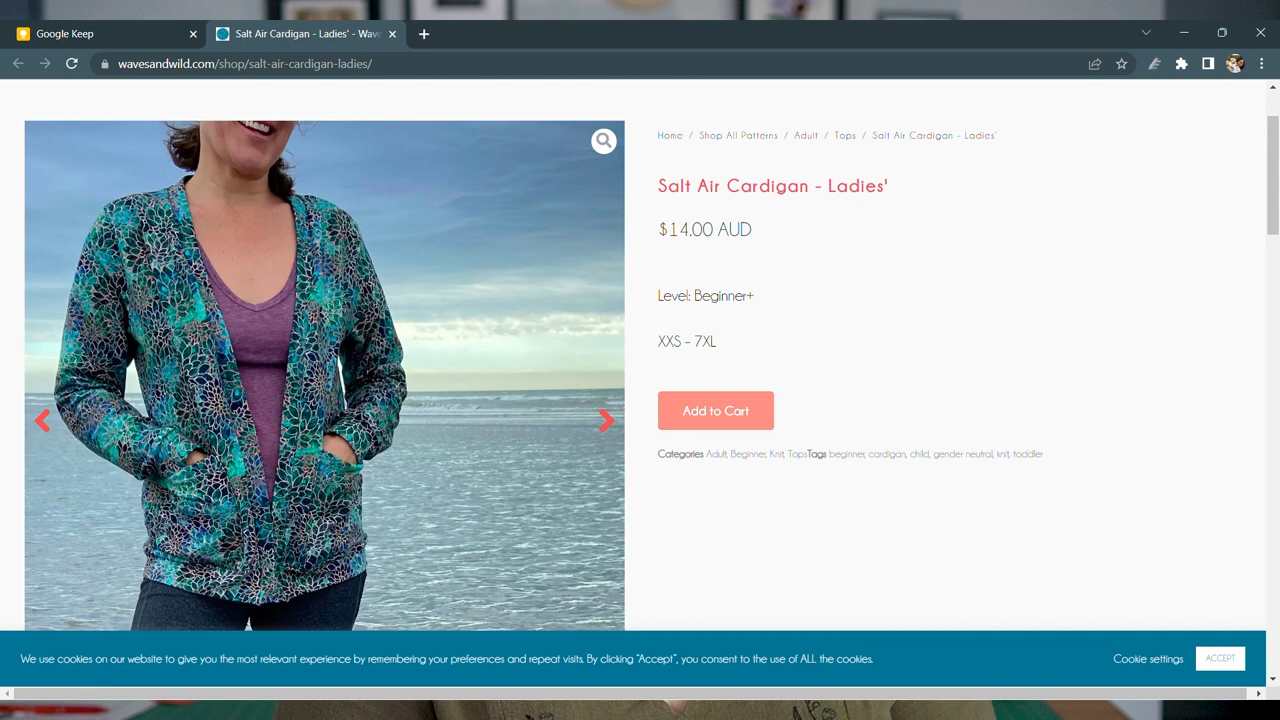 Google Keep
Salt Air Cardigan - Ladies' - Wave
wavesandwild.com/shop/salt-air-cardigan-ladies/
Home / Shop All Patterns / Adult / Tops / Salt Air Cardigan – Ladies'
Salt Air Cardigan - Ladies'
$14.00 AUD
Level: Beginner+
XXS – 7XL
Add to Cart
Categories Adult, Beginner, Knit, TopsTags beginner, cardigan, child, gender neutral, knit, toddler
We use cookies on our website to give you the most relevant experience by remembering your preferences and repeat visits. By clicking “Accept”, you consent to the use of ALL the cookies.
Cookie settings
ACCEPT